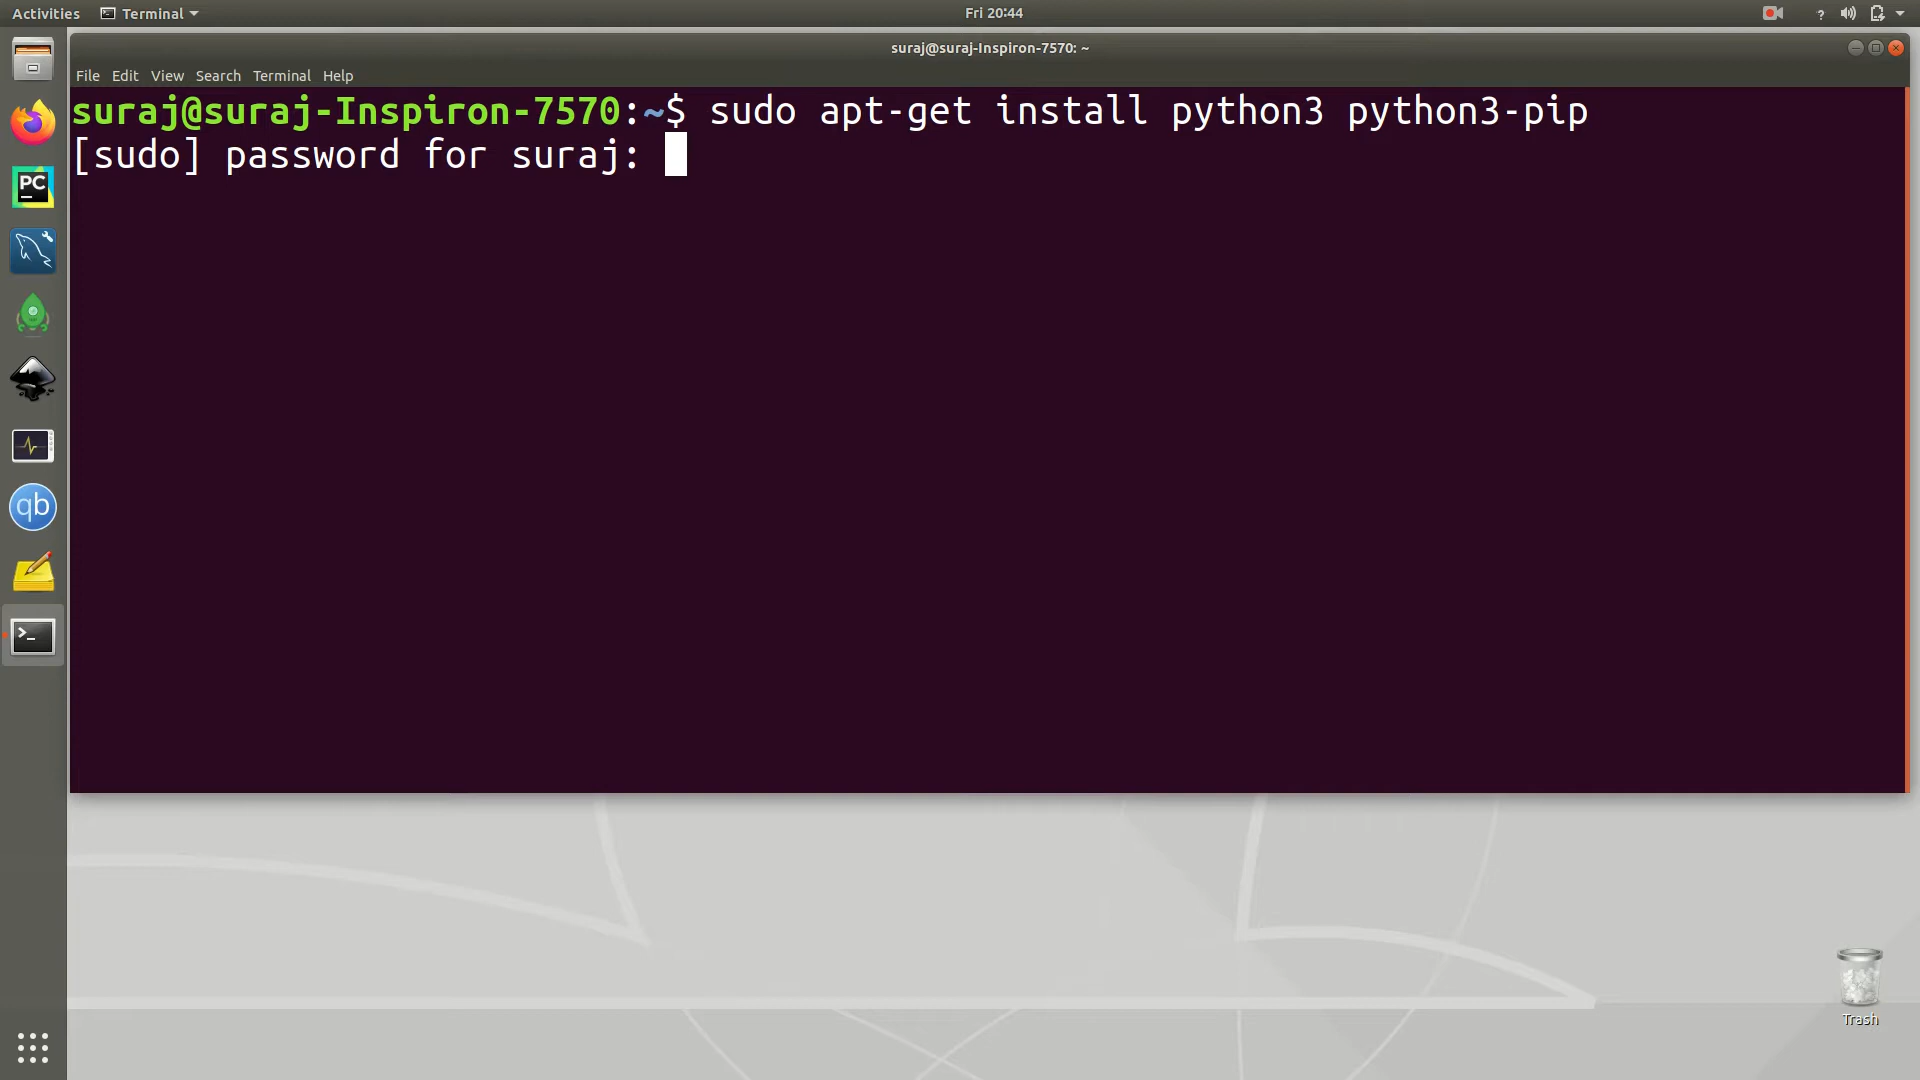 Activities Terminal Fri 20:44 ?
suraj@suraj-Inspiron-7570: ~
File Edit View Search Terminal Help
suraj@suraj-Inspiron-7570:~$ sudo apt-get install python3 python3-pip
[sudo] password for suraj:
PC
qb
>_
Trash